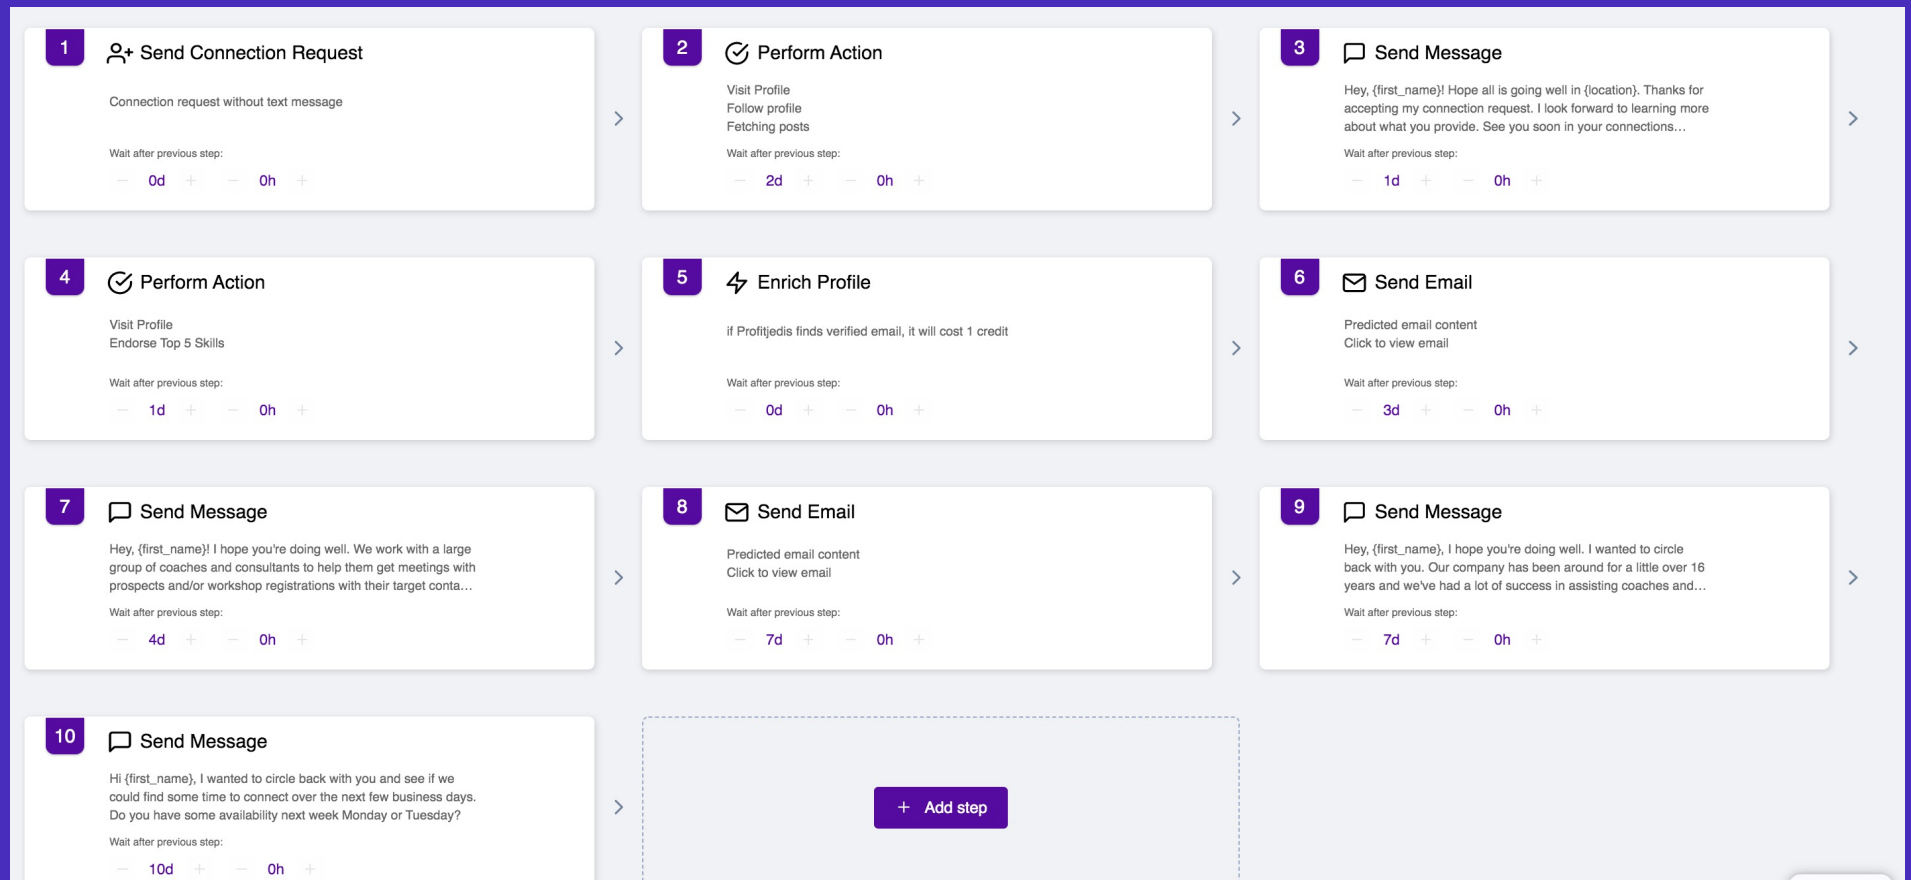 1
Send Connection Request
Connection request without text message
Wait after previous step:
0d
0h
2
Perform Action
Visit Profile
Follow profile
Fetching posts
Wait after previous step:
2d
0h
3
Send Message
Hey, {first_name}! Hope all is going well in {location}. Thanks for
accepting my connection request. I look forward to learning more
about what you provide. See you soon in your connections...
Wait after previous step:
1d
0h
4
Perform Action
Visit Profile
Endorse Top 5 Skills
Wait after previous step:
1d
0h
5
Enrich Profile
if Profitjedis finds verified email, it will cost 1 credit
Wait after previous step:
0d
0h
6
Send Email
Predicted email content
Click to view email
Wait after previous step:
3d
0h
7
Send Message
Hey, {first_name}! I hope you're doing well. We work with a large
group of coaches and consultants to help them get meetings with
prospects and/or workshop registrations with their target conta...
Wait after previous step:
4d
0h
8
Send Email
Predicted email content
Click to view email
Wait after previous step:
7d
0h
9
Send Message
Hey, {first_name}, I hope you're doing well. I wanted to circle
back with you. Our company has been around for a little over 16
years and we've had a lot of success in assisting coaches and...
Wait after previous step:
7d
0h
10
Send Message
Hi {first_name}, I wanted to circle back with you and see if we
could find some time to connect over the next few business days.
Do you have some availability next week Monday or Tuesday?
Wait after previous step:
10d
0h
+ Add step